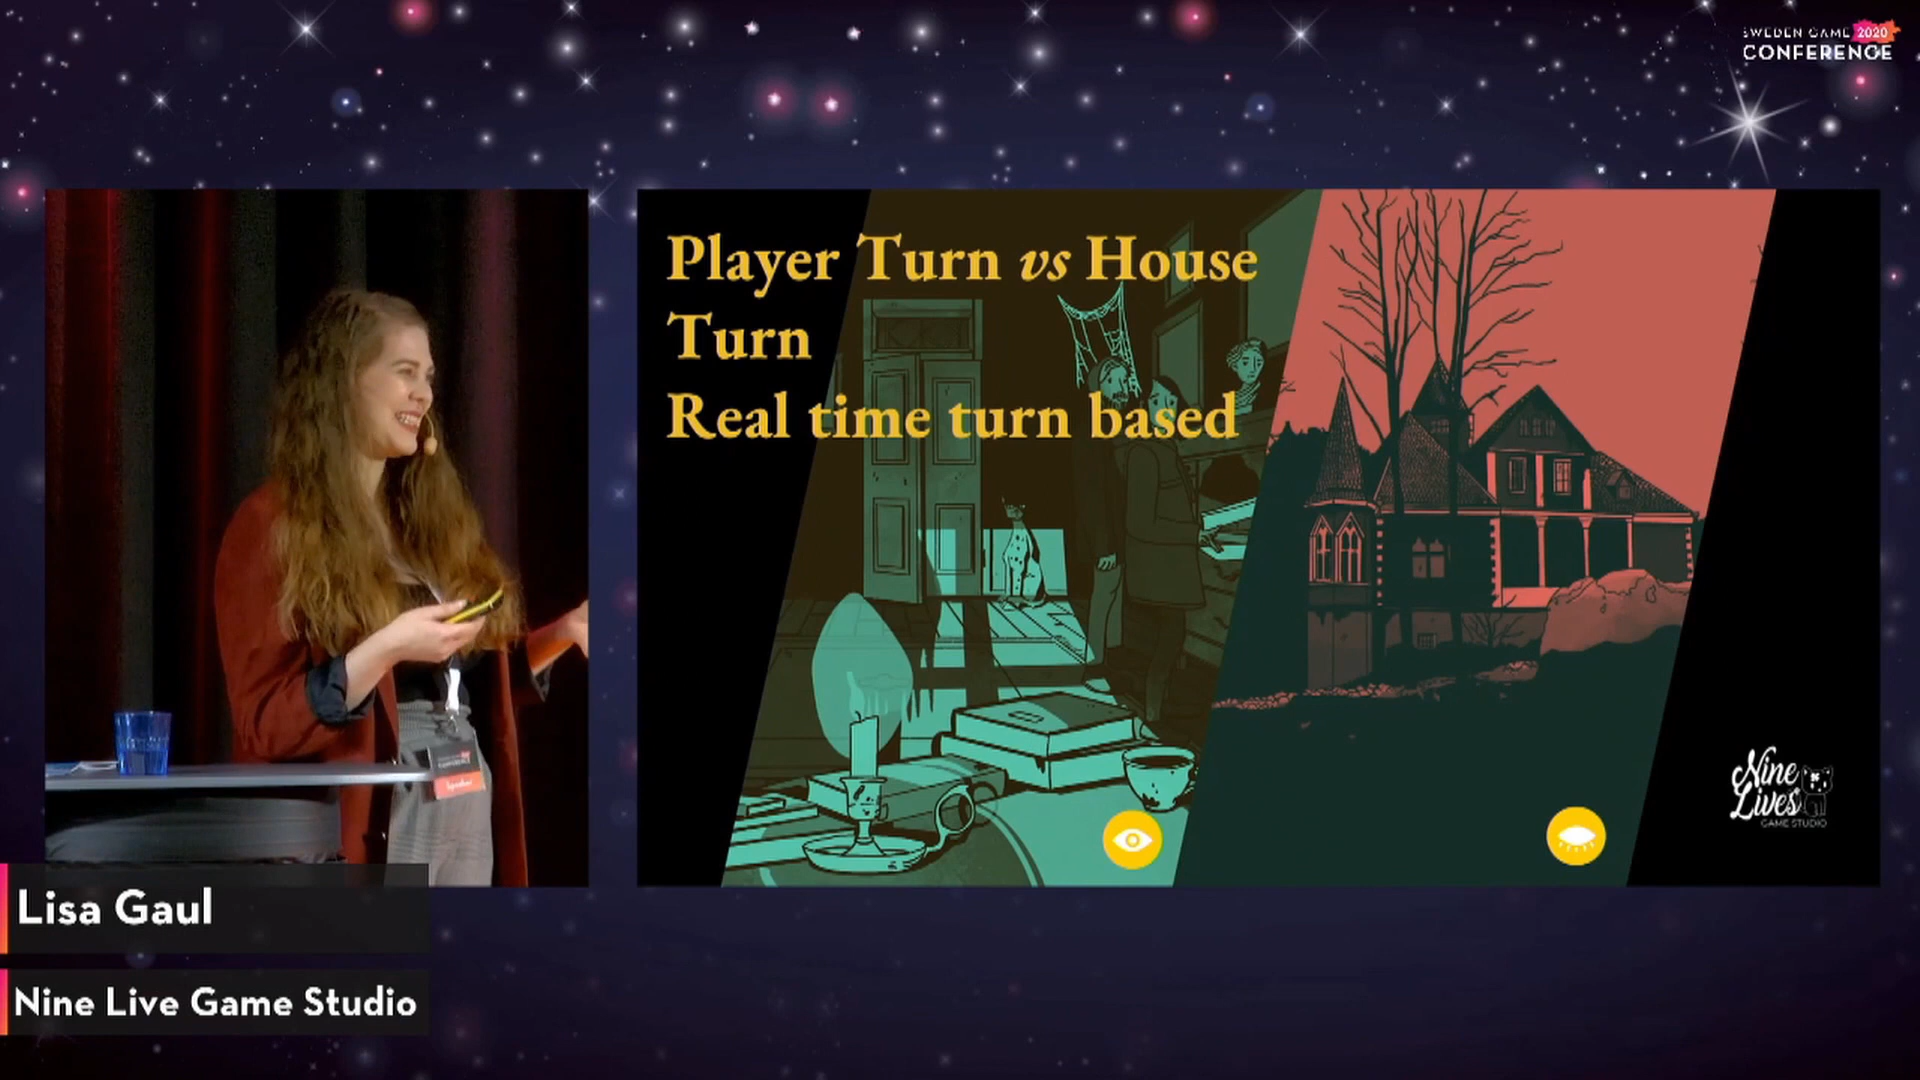 SWEDEN GAME 2020
CONFERENCE
Player Turn vs House
Turn
Real time turn based
Nine
Lives
GAME STUDIO
Lisa Gaul
Nine Live Game Studio